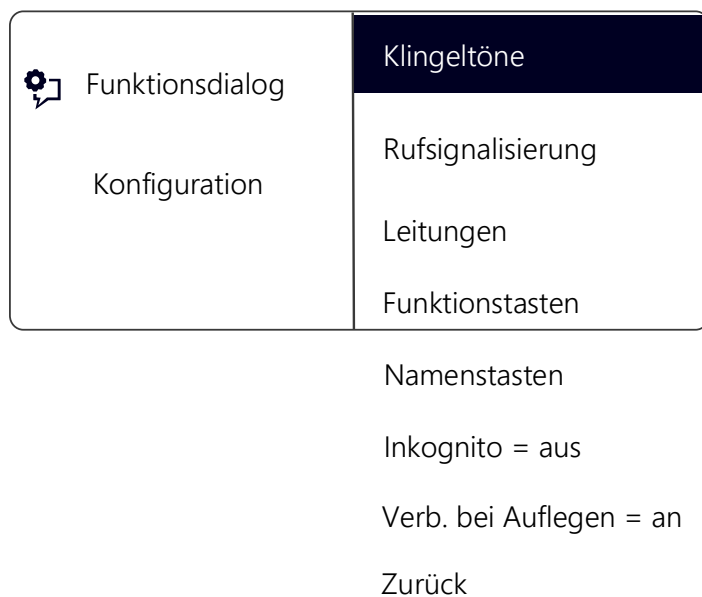 Funktionsdialog
Konfiguration
Klingeltöne
Rufsignalisierung
Leitungen
Funktionstasten
Namenstasten
Inkognito = aus
Verb. bei Auflegen = an
Zurück